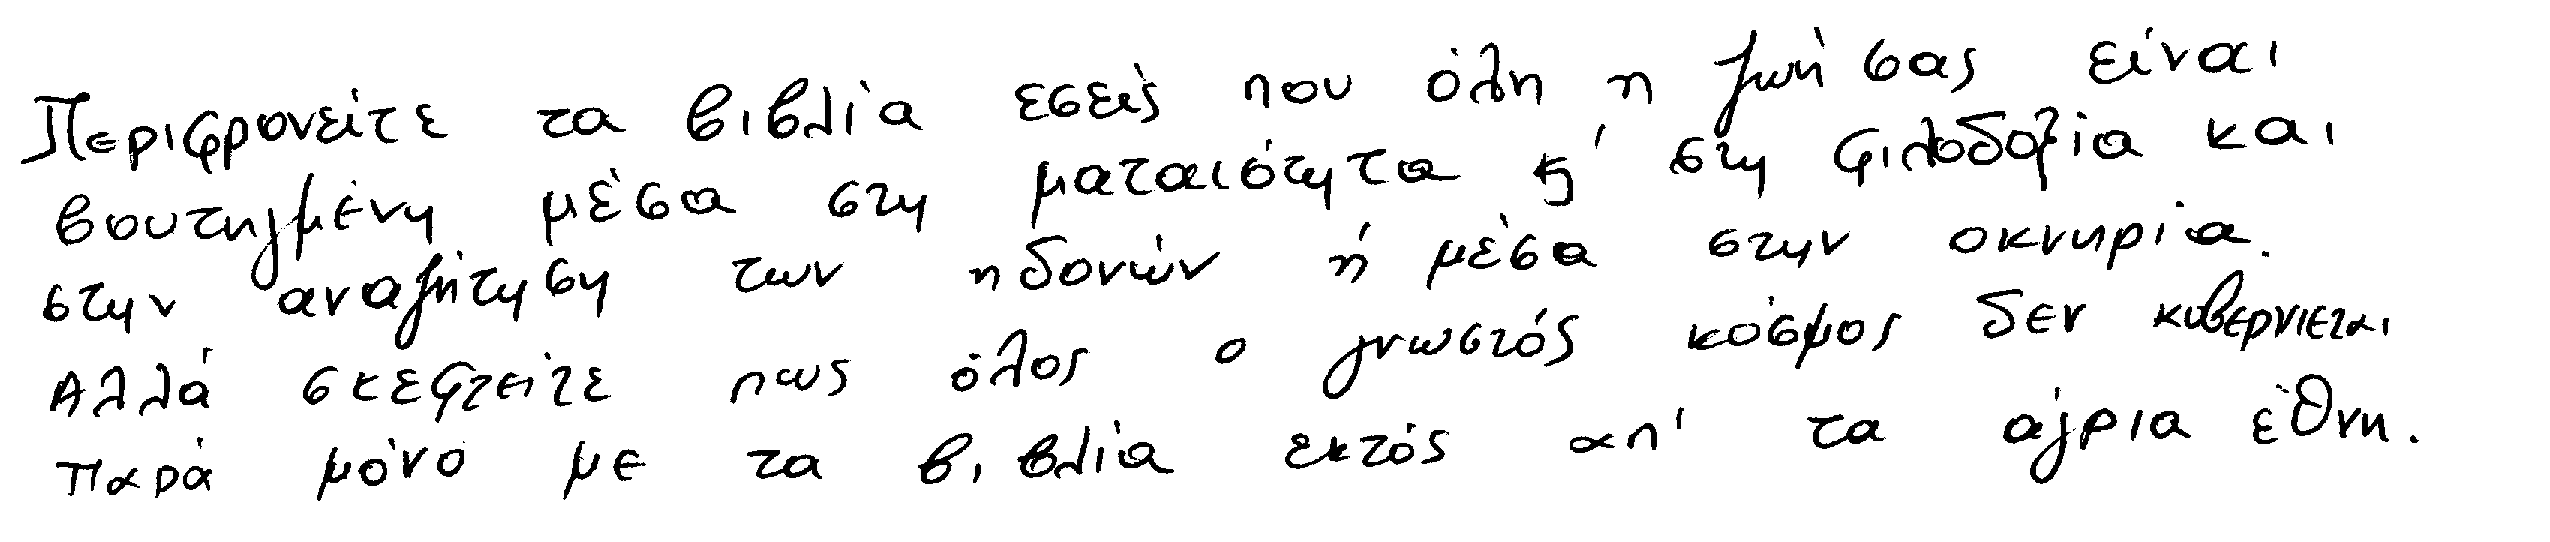 Περιφρονείτε τα βιβλία εσείς που όλη η ζωή σας είναι
βουτηγμένη μέσα στη ματαιότητα κ' στη φιλοδοξία και
στην αναζήτηση των ηδονών ή μέσα στην οκνηρία.
Αλλά σκεφτείτε πως όλος ο γνωστός κόσμος δεν κυβερνιεται
παρά μόνο με τα βιβλία εκτός απ' τα άγρια έθνη.